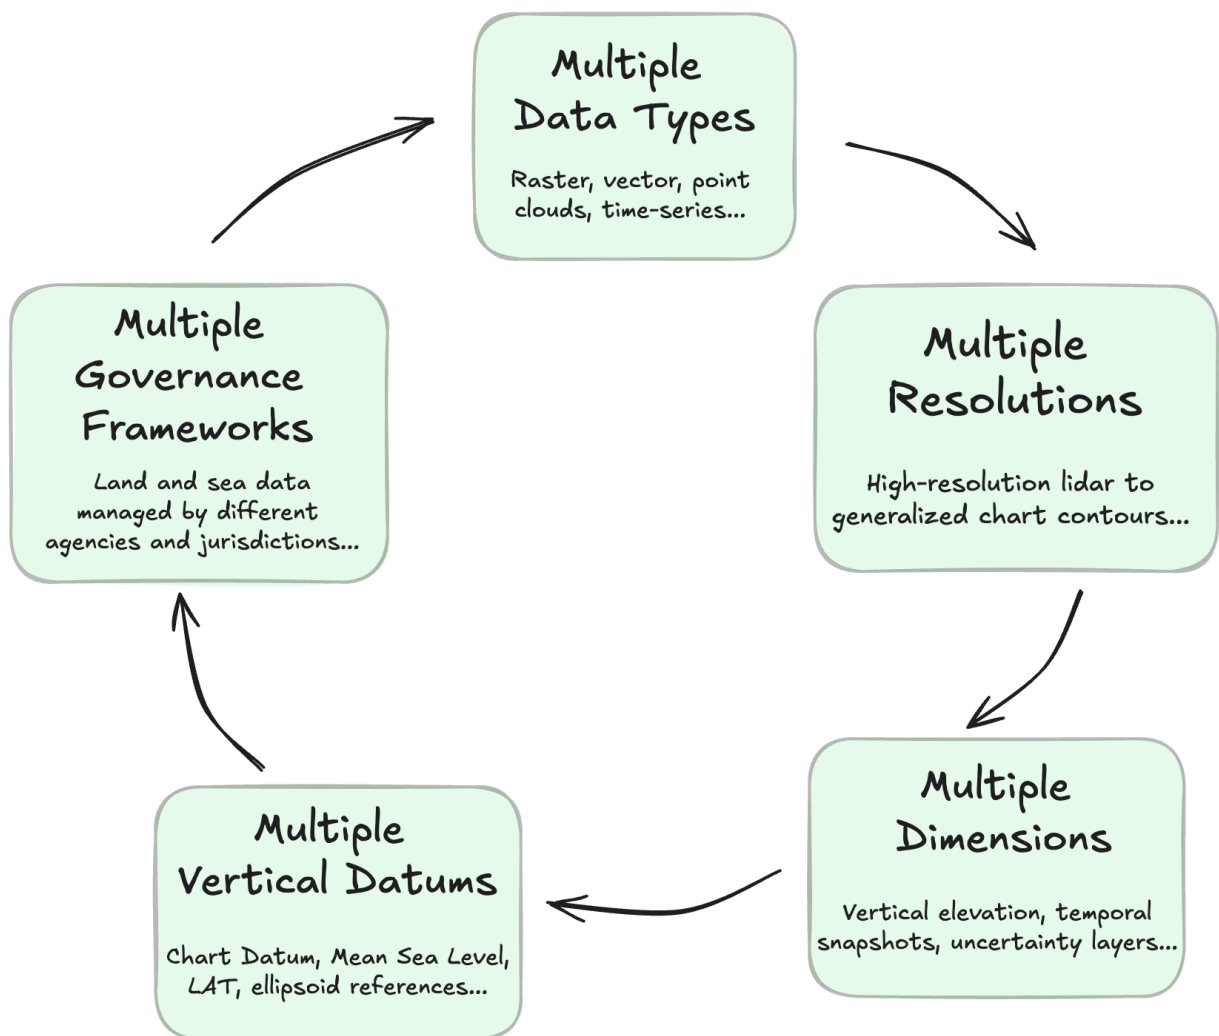 Multiple
Data Types
Raster, vector, point
clouds, time-series...
Multiple
Resolutions
High-resolution lidar to
generalized chart contours...
Multiple
Dimensions
Vertical elevation, temporal
snapshots, uncertainty layers...
Multiple
Vertical Datums
Chart Datum, Mean Sea Level,
LAT, ellipsoid references...
Multiple
Governance
Frameworks
Land and sea data
managed by different
agencies and jurisdictions...